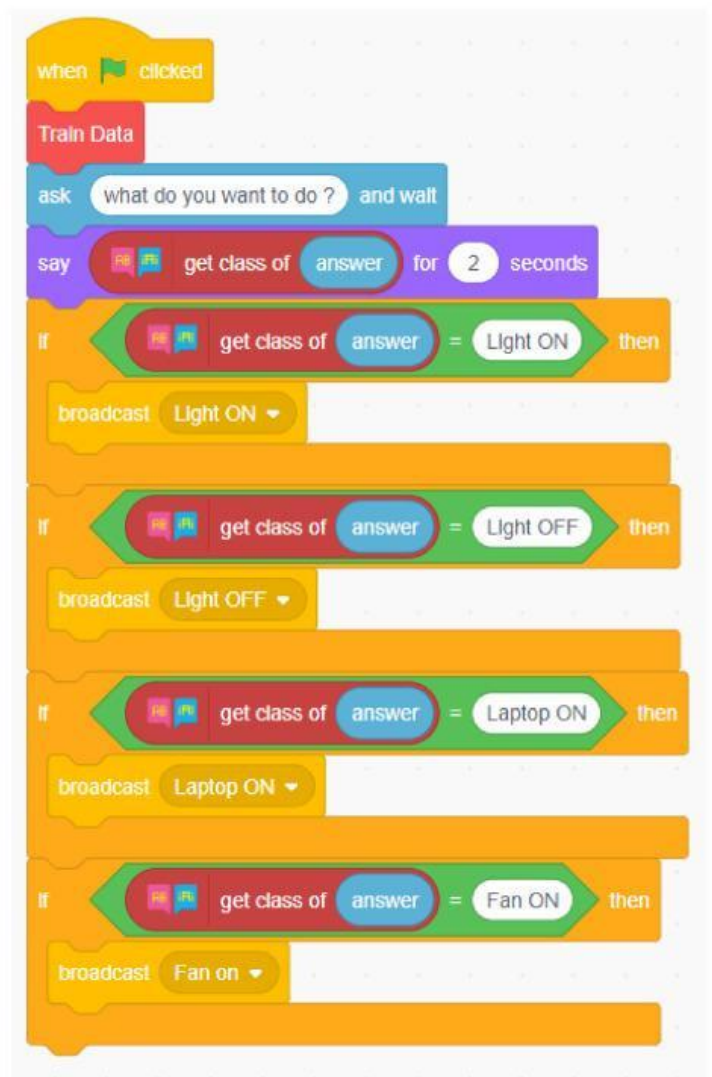 when clicked
Train Data
ask what do you want to do ? and wait
say get class of answer for 2 seconds
If get class of answer = Light ON then
broadcast Light ON
If get class of answer = Light OFF then
broadcast Light OFF
If get class of answer = Laptop ON then
broadcast Laptop ON
If get class of answer = Fan ON then
broadcast Fan on